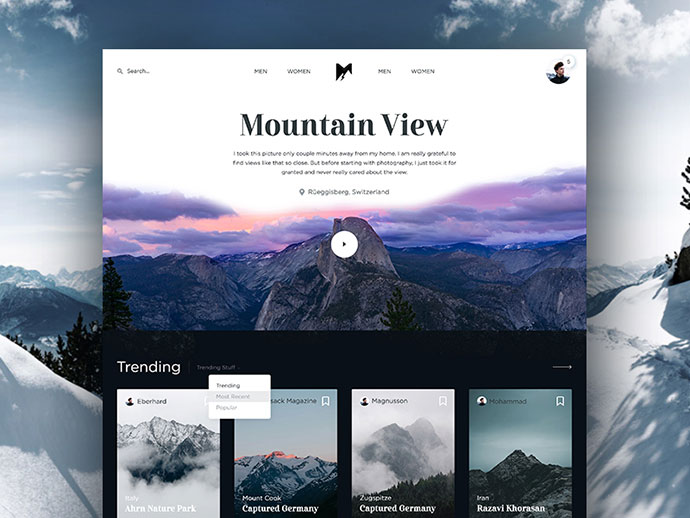 Search...
MEN
WOMEN
MEN
WOMEN
5
Mountain View
I took this picture only couple minutes away from my home. I am really grateful to
find views like that so close. But before starting with photography, I just took it for
granted and never really cared about the view.
Rüeggisberg, Switzerland
Trending
Trending Stuff
Trending
Most Recent
Popular
Eberhard
sack Magazine
Magnusson
Mohammad
Italy
Ahra Nature Park
Mount Cook
Captured Germany
Zugspitze
Captured Germany
Iran
Razavi Khorasan